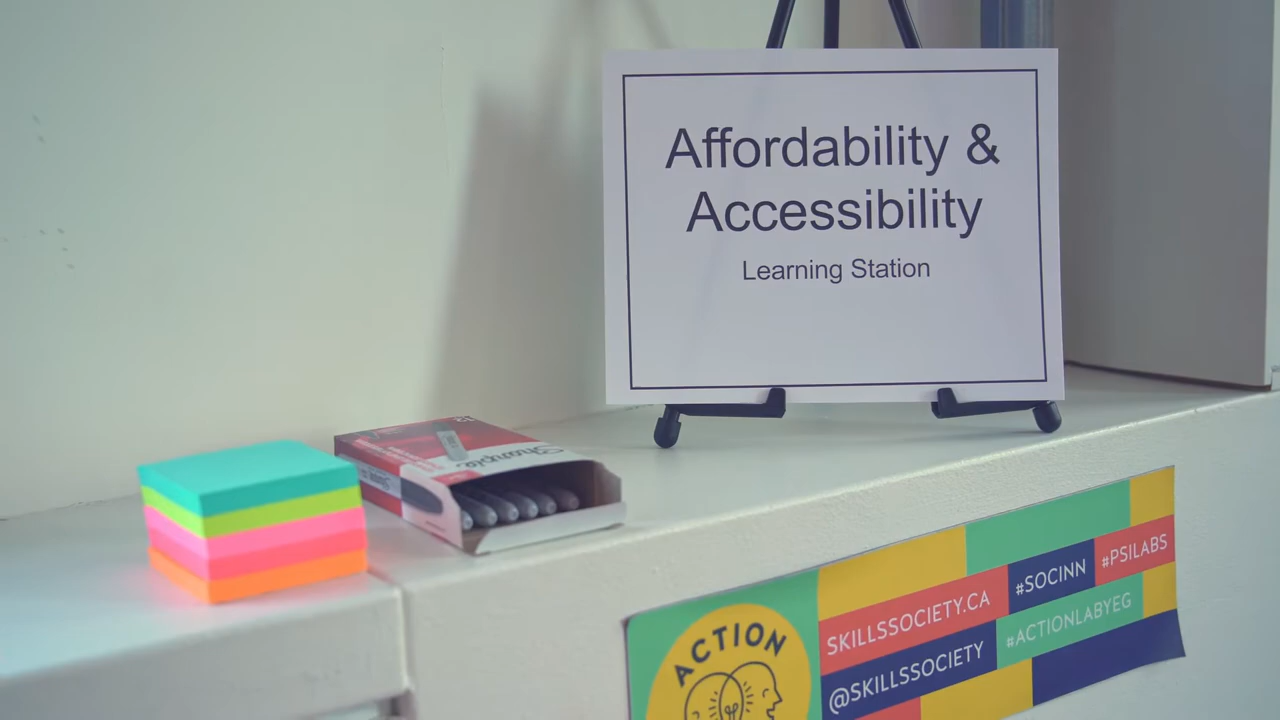 Affordability &
Accessibility
Learning Station
Sharpie
ACTION
SKILLSSOCIETY.CA
#SOCINN
#PSILABS
@SKILLSSOCIETY
#ACTIONLABYEG